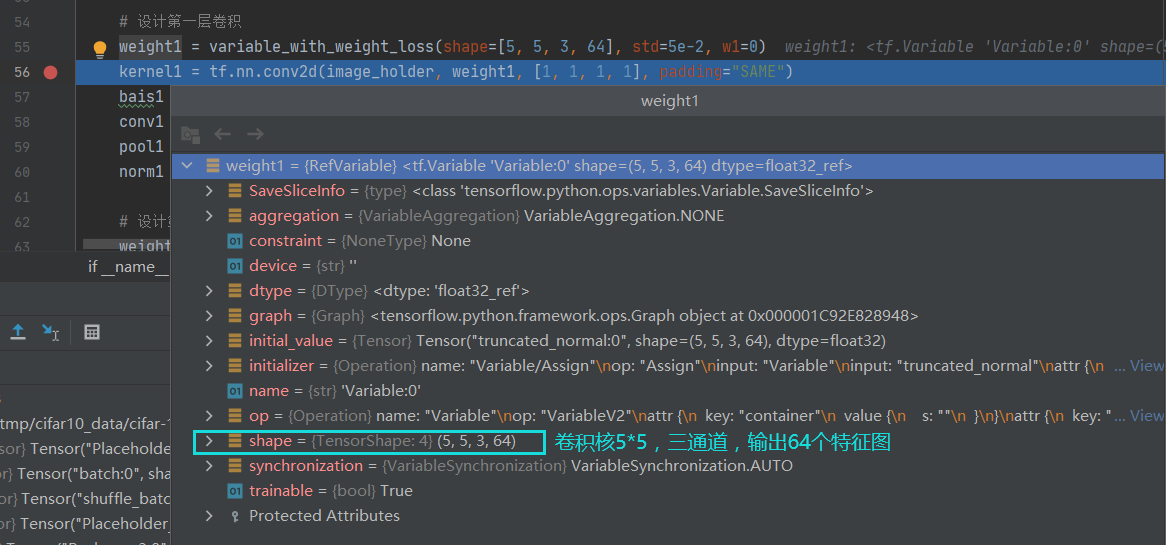 54 # 设计第一层卷积
55 weight1 = variable_with_weight_loss(shape=[5, 5, 3, 64], std=5e-2, w1=0) weight1: <tf.Variable 'Variable:0' shape=(5
56 kernel1 = tf.nn.conv2d(image_holder, weight1, [1, 1, 1, 1], padding="SAME")
57 bais1
58 conv1
59 pool1
60 norm1
61
62 # 设计
63 weight
if __name__
weight1
weight1 = {RefVariable} <tf.Variable 'Variable:0' shape=(5, 5, 3, 64) dtype=float32_ref>
SaveSliceInfo = {type} <class 'tensorflow.python.ops.variables.Variable.SaveSliceInfo'>
aggregation = {VariableAggregation} VariableAggregation.NONE
01 constraint = {NoneType} None
01 device = {str} ''
dtype = {DType} <dtype: 'float32_ref'>
graph = {Graph} <tensorflow.python.framework.ops.Graph object at 0x000001C92E828948>
initial_value = {Tensor} Tensor("truncated_normal:0", shape=(5, 5, 3, 64), dtype=float32)
initializer = {Operation} name: "Variable/Assign"\nop: "Assign"\ninput: "Variable"\ninput: "truncated_normal"\nattr {\n ... View
01 name = {str} 'Variable:0'
op = {Operation} name: "Variable"\nop: "VariableV2"\nattr {\n key: "container"\n value {\n s: ""\n }\n}\nattr {\n key: " ... View
shape = {TensorShape: 4} (5, 5, 3, 64) 卷积核5*5，三通道，输出64个特征图
synchronization = {VariableSynchronization} VariableSynchronization.AUTO
01 trainable = {bool} True
Protected Attributes
tmp/cifar10_data/cifar-1
or} Tensor("Placeholder
r} Tensor("batch:0", sha
or} Tensor("shuffle_batc
or} Tensor("Placeholder_